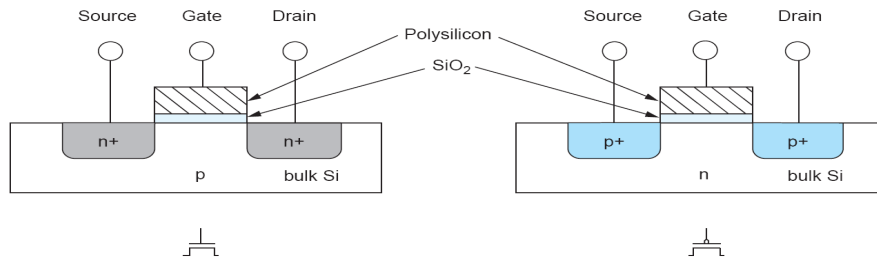 Source Gate Drain Source Gate Drain
Polysilicon
SiO₂
n+ n+ p+ p+
p bulk Si n bulk Si